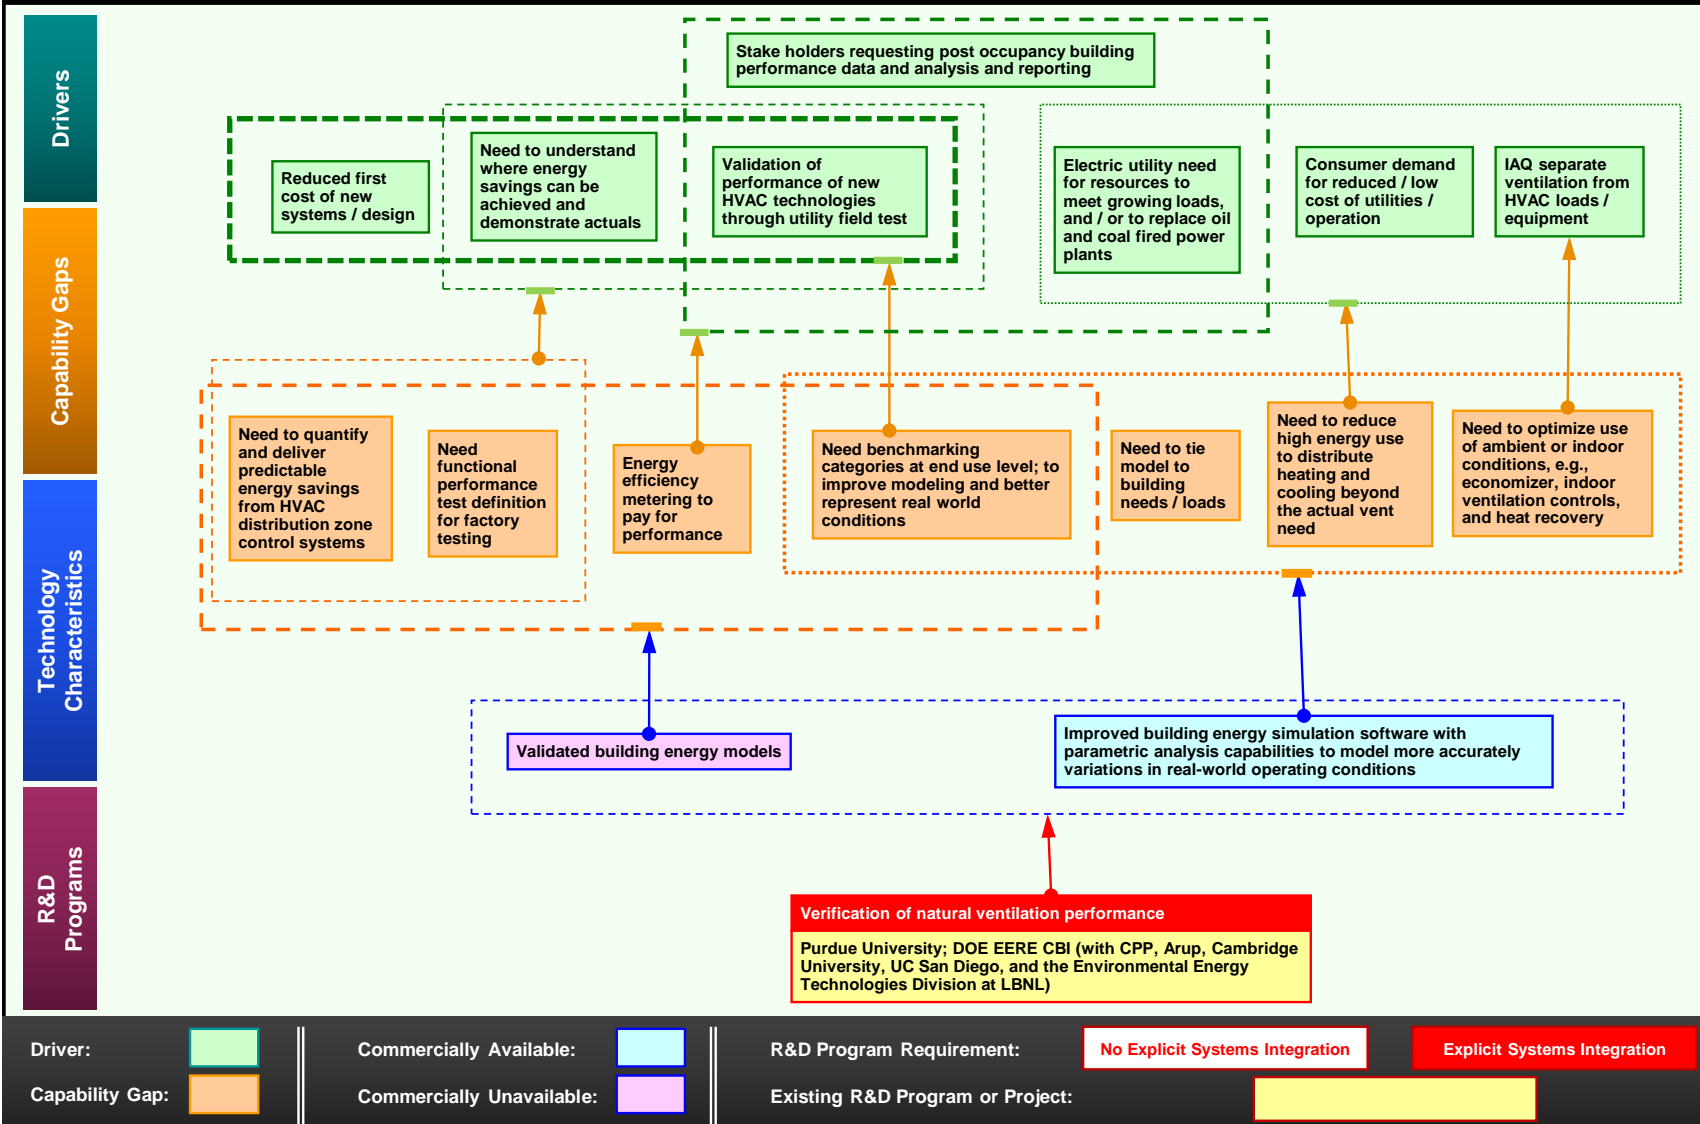 Drivers
Stake holders requesting post occupancy building
performance data and analysis and reporting
Reduced first
cost of new
systems / design
Need to understand
where energy
savings can be
achieved and
demonstrate actuals
Validation of
performance of new
HVAC technologies
through utility field test
Electric utility need
for resources to
meet growing loads,
and / or to replace oil
and coal fired power
plants
Consumer demand
for reduced / low
cost of utilities /
operation
IAQ separate
ventilation from
HVAC loads /
equipment
Capability Gaps
Need to quantify
and deliver
predictable
energy savings
from HVAC
distribution zone
control systems
Need
functional
performance
test definition
for factory
testing
Energy
efficiency
metering to
pay for
performance
Need benchmarking
categories at end use level; to
improve modeling and better
represent real world
conditions
Need to tie
model to
building
needs / loads
Need to reduce
high energy use
to distribute
heating and
cooling beyond
the actual vent
need
Need to optimize use
of ambient or indoor
conditions, e.g.,
economizer, indoor
ventilation controls,
and heat recovery
Technology
Characteristics
Validated building energy models
Improved building energy simulation software with
parametric analysis capabilities to model more accurately
variations in real-world operating conditions
R&D
Programs
Verification of natural ventilation performance
Purdue University; DOE EERE CBI (with CPP, Arup, Cambridge
University, UC San Diego, and the Environmental Energy
Technologies Division at LBNL)
Driver:
Capability Gap:
Commercially Available:
Commercially Unavailable:
R&D Program Requirement:
No Explicit Systems Integration
Explicit Systems Integration
Existing R&D Program or Project: